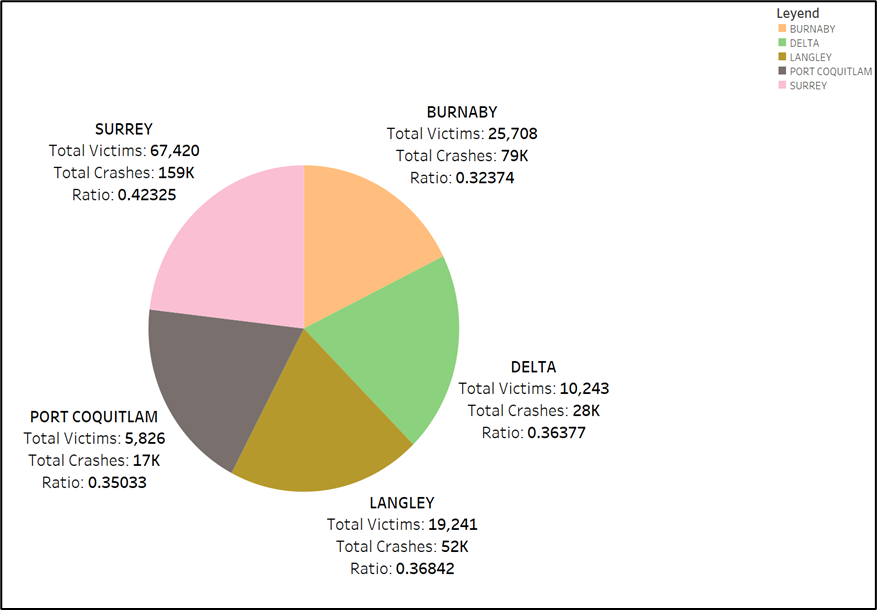 Leyend
BURNABY
DELTA
LANGLEY
PORT COQUITLAM
SURREY
BURNABY
Total Victims: 25,708
Total Crashes: 79K
Ratio: 0.32374
SURREY
Total Victims: 67,420
Total Crashes: 159K
Ratio: 0.42325
DELTA
Total Victims: 10,243
Total Crashes: 28K
Ratio: 0.36377
PORT COQUITLAM
Total Victims: 5,826
Total Crashes: 17K
Ratio: 0.35033
LANGLEY
Total Victims: 19,241
Total Crashes: 52K
Ratio: 0.36842